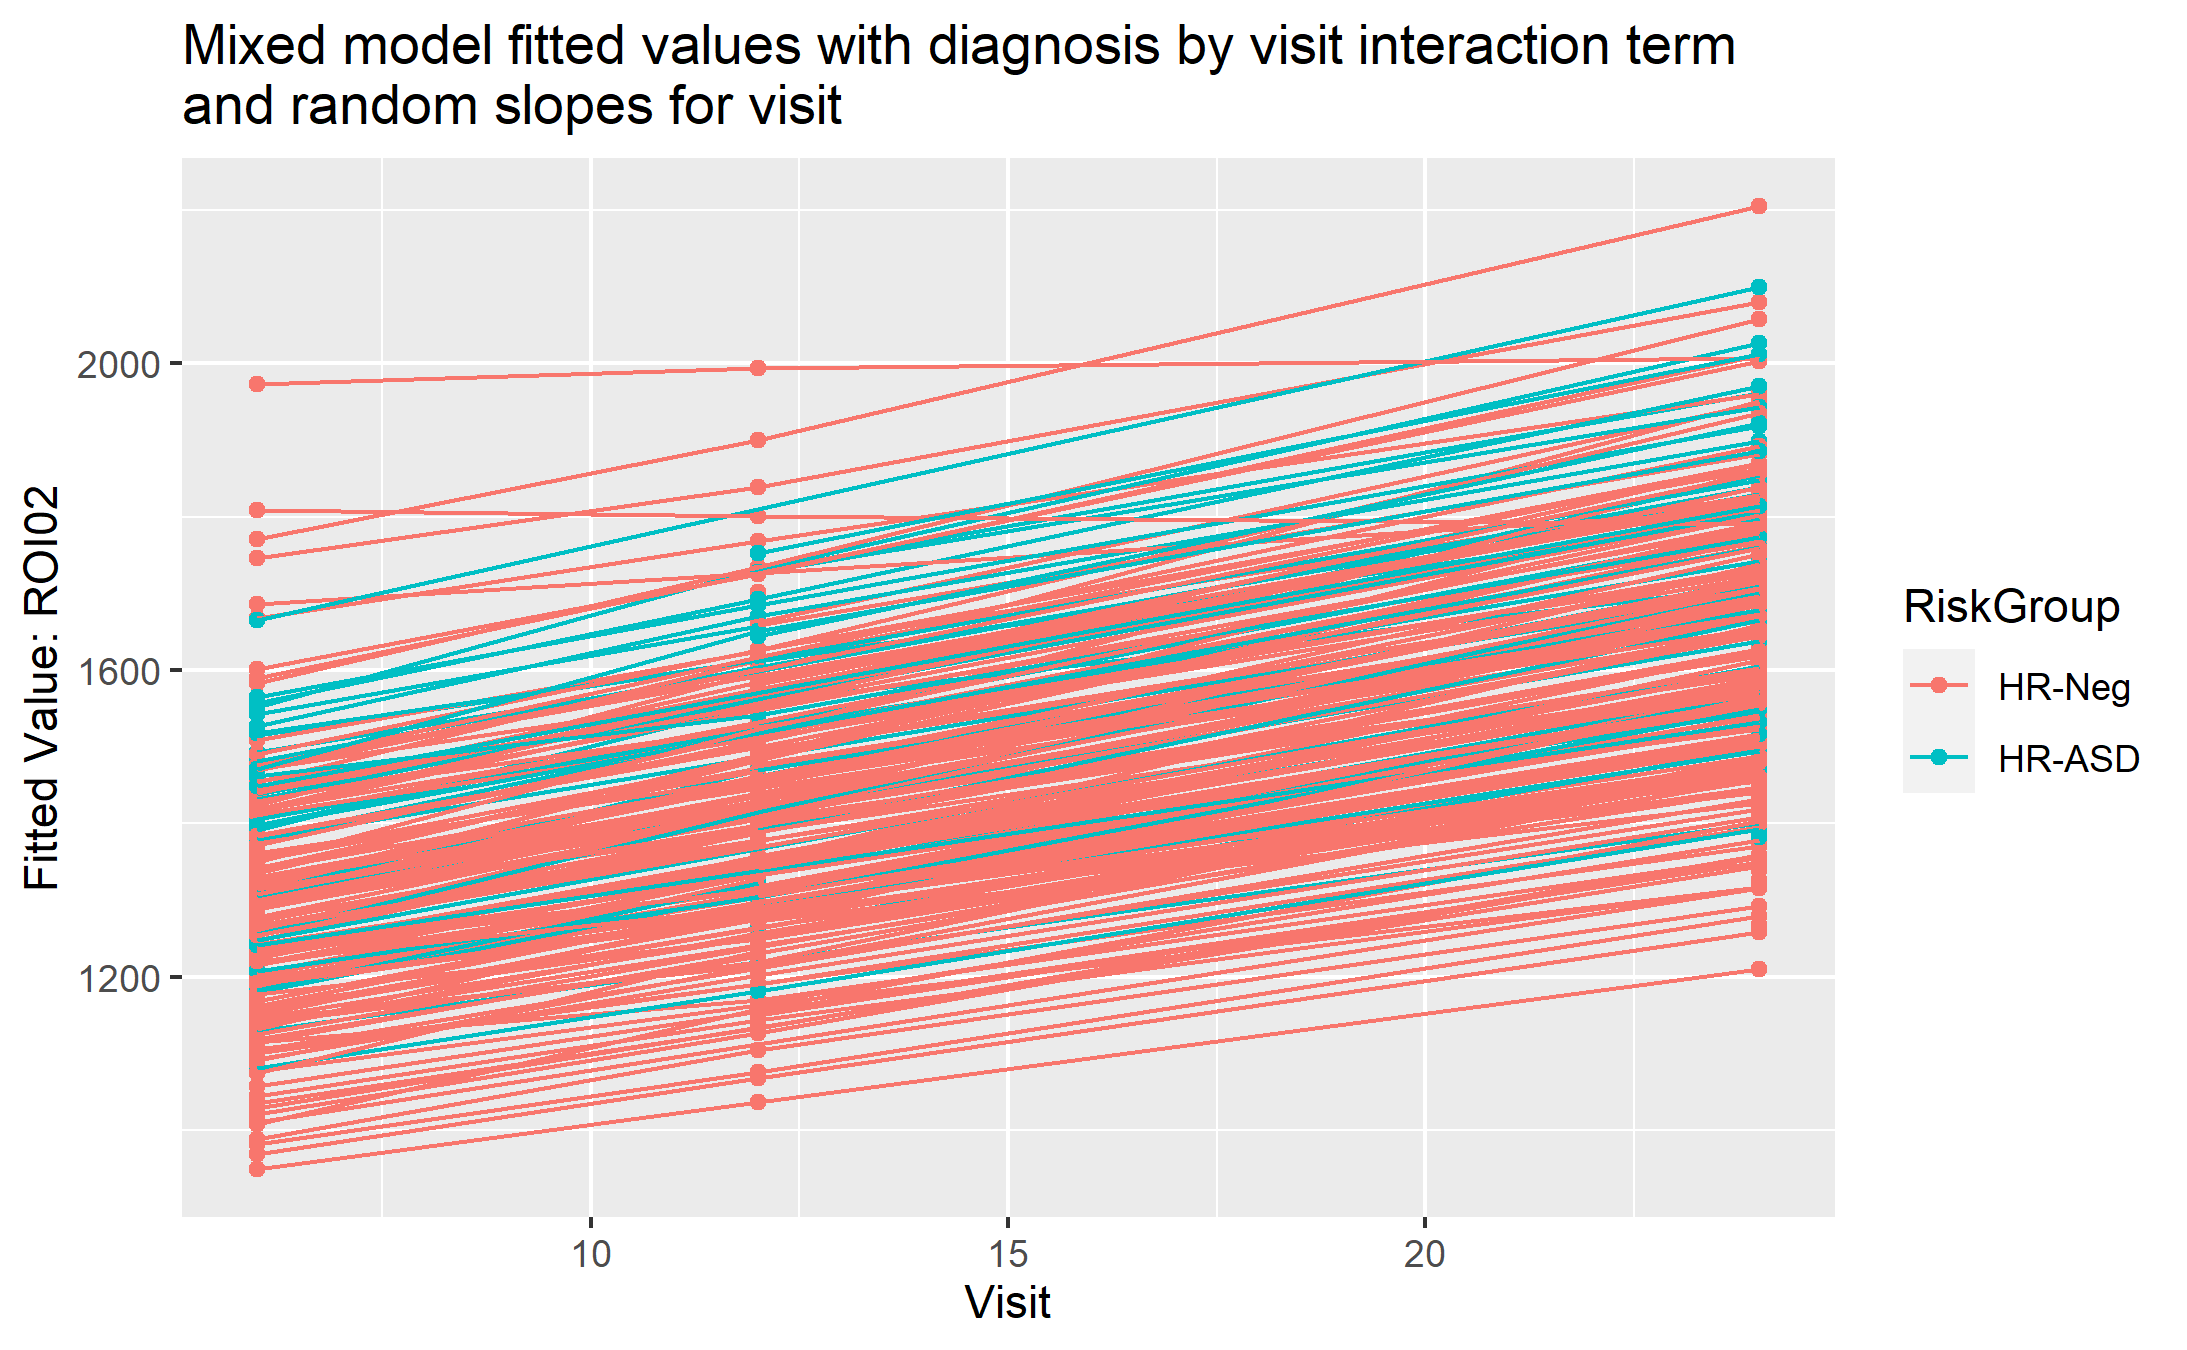 Mixed model fitted values with diagnosis by visit interaction term
and random slopes for visit
Fitted Value: ROI02
2000
1600
1200
10
15
20
Visit
RiskGroup
HR-Neg
HR-ASD